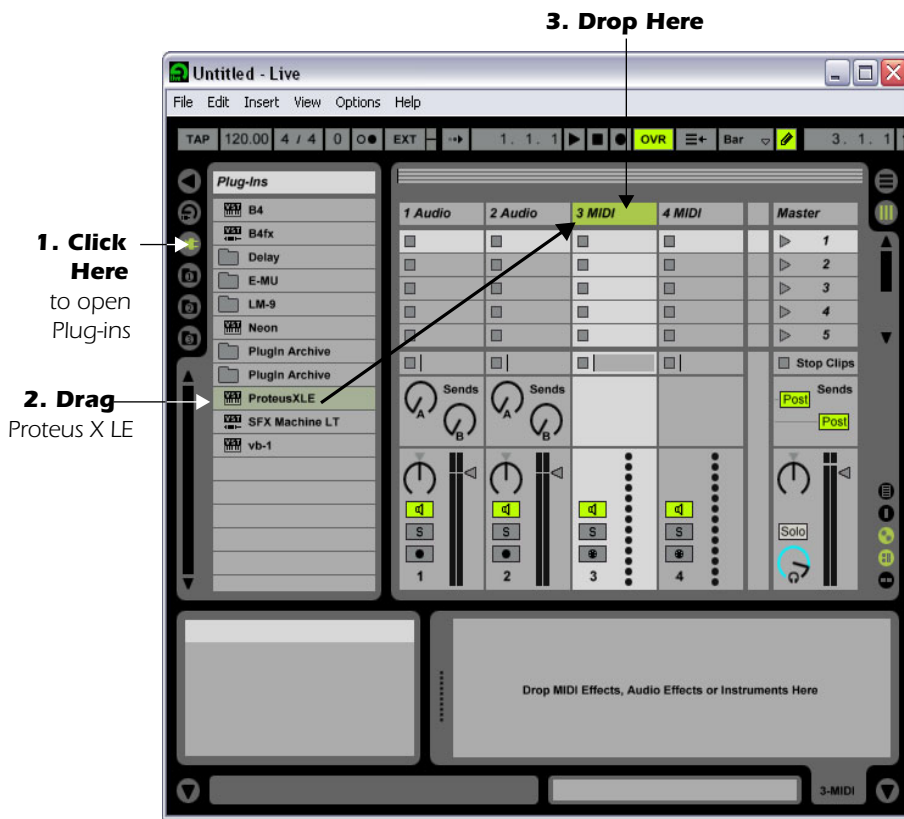 3. Drop Here
Untitled - Live
File Edit Insert View Options Help
TAP 120.00 4 / 4 0 EXT 1. 1. 1 OVR Bar 3. 1. 1
Plug-Ins
B4
B4fx
Delay
E-MU
LM-9
Neon
PlugIn Archive
PlugIn Archive
ProteusXLE
SFX Machine LT
vb-1
1. Click
Here
to open
Plug-ins
2. Drag
Proteus X LE
1 Audio 2 Audio 3 MIDI 4 MIDI Master
1
2
3
4
5
Stop Clips
Sends Sends Sends
A B A B Post
Post
S S S S Solo
1 2 3 4
Drop MIDI Effects, Audio Effects or Instruments Here
3-MIDI